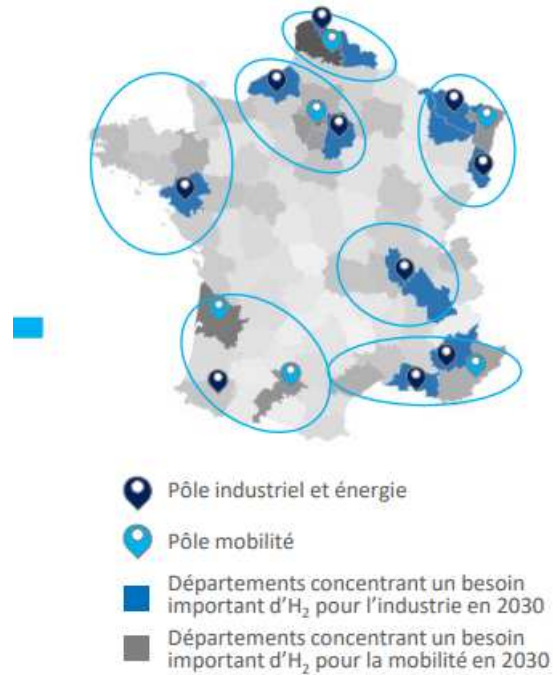 Pôle industriel et énergie
Pôle mobilité
Départements concentrant un besoin
important d’H₂ pour l’industrie en 2030
Départements concentrant un besoin
important d’H₂ pour la mobilité en 2030